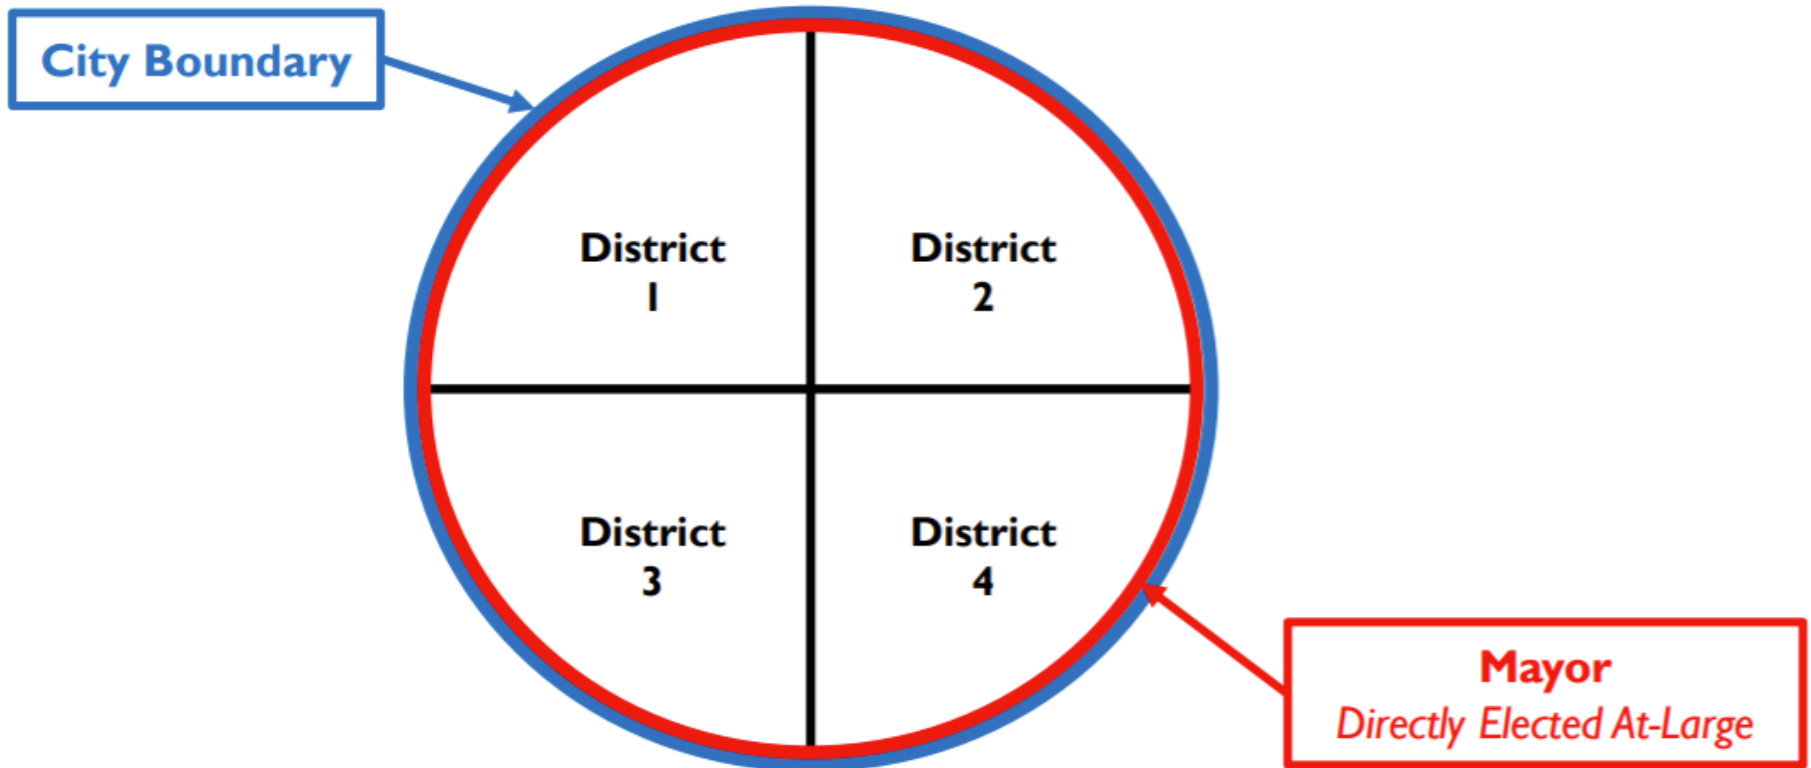 City Boundary
District
1
District
2
District
3
District
4
Mayor
Directly Elected At-Large